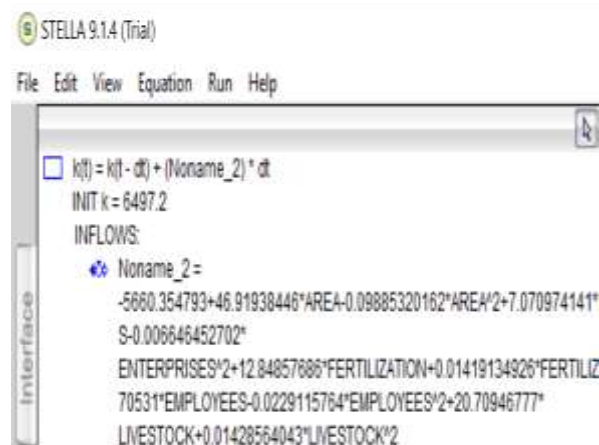 STELLA 9.1.4 (Trial)
File Edit View Equation Run Help
k(t) = k(t - dt) + (Noname_2) * dt
INIT k = 6497.2
INFLOWS:
Noname_2 =
-5660.354793+46.91938446*AREA-0.09885320162*AREA^2+7.070974141*
S-0.006646452702*
ENTERPRISES^2+12.84857686*FERTILIZATION+0.01419134926*FERTILIZ
70531*EMPLOYEES-0.0229115764*EMPLOYEES^2+20.70946777*
LIVESTOCK+0.01428564043*LIVESTOCK^2
Interface